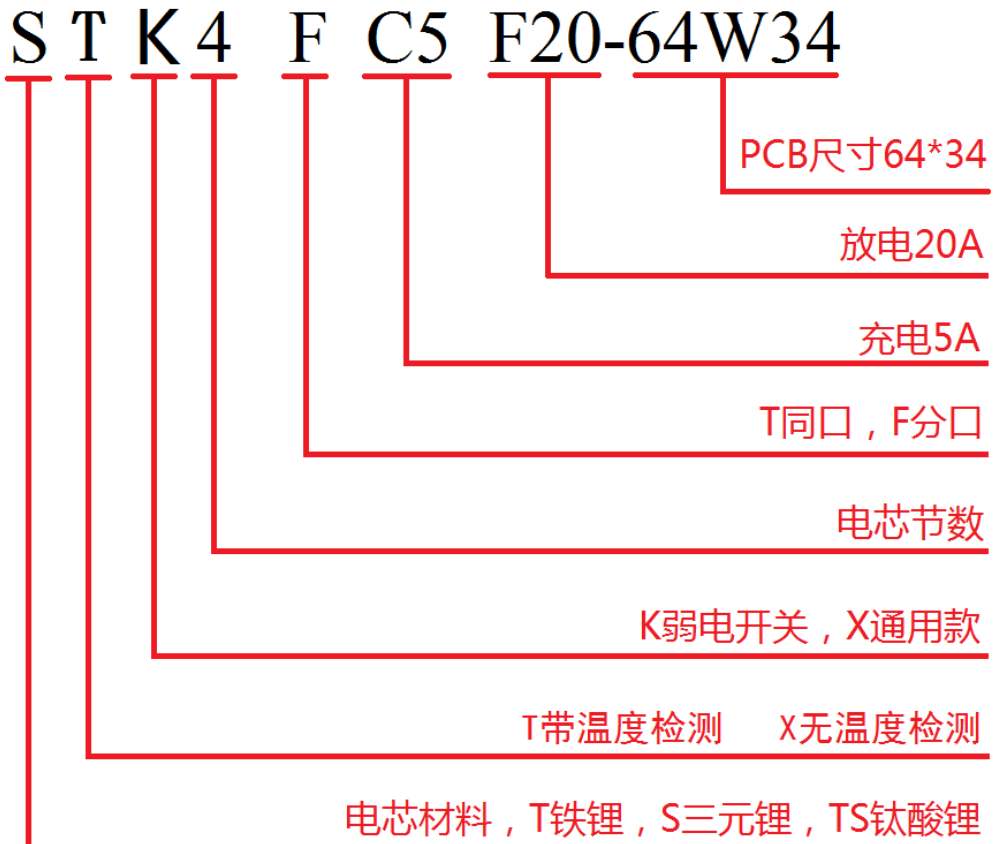 S T K 4 F C5 F20-64W34
PCB尺寸64*34
放电20A
充电5A
T同口，F分口
电芯节数
K弱电开关，X通用款
T带温度检测 X无温度检测
电芯材料，T铁锂，S三元锂，TS钛酸锂